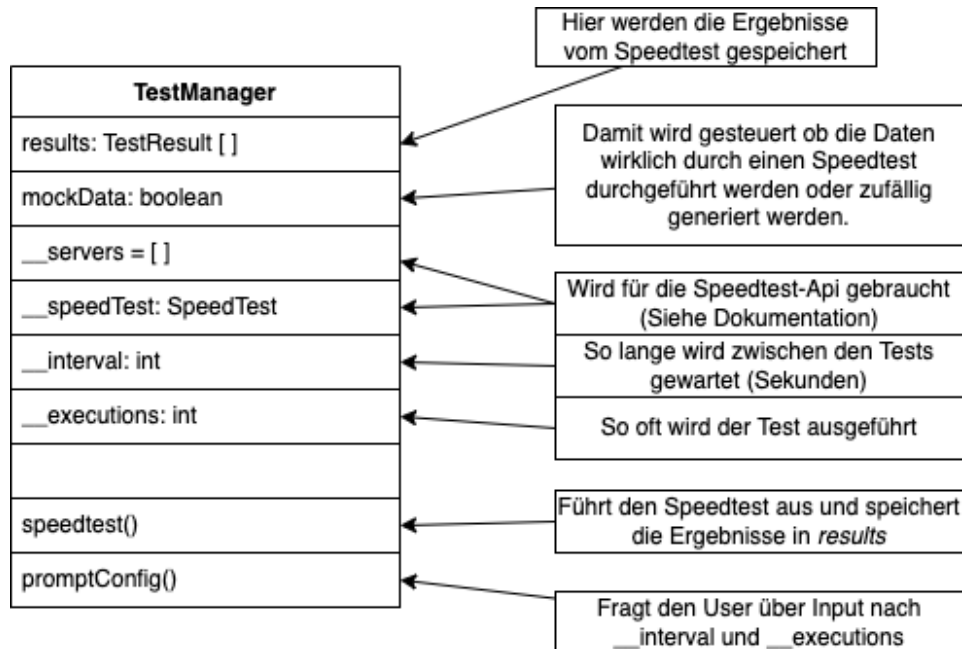 Hier werden die Ergebnisse
vom Speedtest gespeichert
TestManager
results: TestResult [ ]
mockData: boolean
__servers = [ ]
__speedTest: SpeedTest
__interval: int
__executions: int
speedtest()
promptConfig()
Damit wird gesteuert ob die Daten
wirklich durch einen Speedtest
durchgeführt werden oder zufällig
generiert werden.
Wird für die Speedtest-Api gebraucht
(Siehe Dokumentation)
So lange wird zwischen den Tests
gewartet (Sekunden)
So oft wird der Test ausgeführt
Führt den Speedtest aus und speichert
die Ergebnisse in results
Fragt den User über Input nach
__interval und __executions